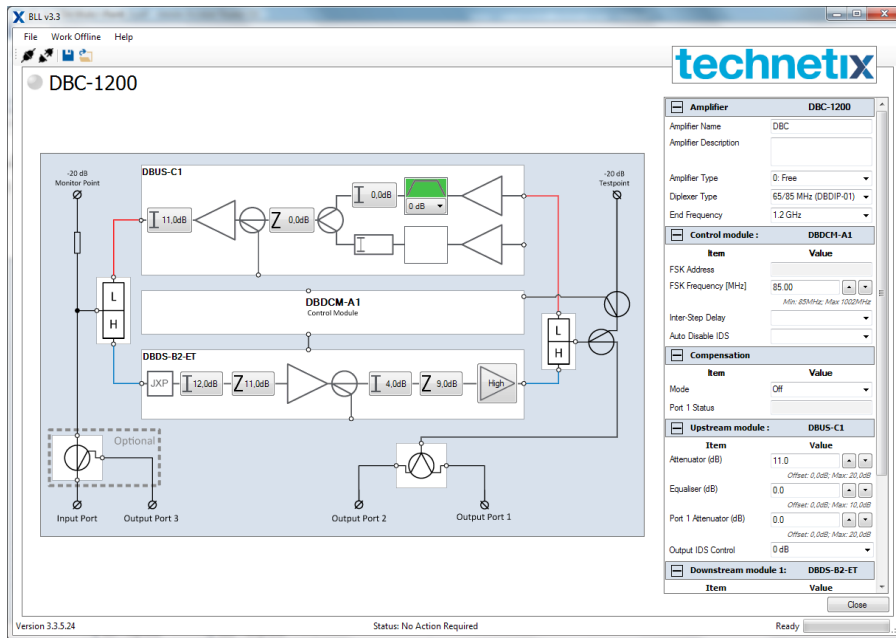 BLL v3.3
File Work Offline Help
technetix
DBC-1200
-20 dB
Monitor Point
DBUS-C1
-20 dB
Testpoint
0,0dB
0 dB
11,0dB
Z 0,0dB
L
H
DBDCM-A1
Control Module
L
H
DBDS-B2-ET
JXP
12,0dB
Z 11,0dB
4,0dB
Z 9,0dB
High
Optional
Input Port
Output Port 3
Output Port 2
Output Port 1
Amplifier DBC-1200
Amplifier Name DBC
Amplifier Description
Amplifier Type 0: Free
Diplexer Type 65/85 MHz (DBDIP-01)
End Frequency 1.2 GHz
Control module : DBDCM-A1
Item Value
FSK Address
FSK Frequency [MHz] 85.00
Min: 85MHz; Max 1002MHz
Inter-Step Delay
Auto Disable IDS
Compensation
Item Value
Mode Off
Port 1 Status
Upstream module : DBUS-C1
Item Value
Attenuator (dB) 11.0
Offset: 0,0dB; Max: 20,0dB
Equaliser (dB) 0.0
Offset: 0,0dB; Max: 10,0dB
Port 1 Attenuator (dB) 0.0
Offset: 0,0dB; Max: 20,0dB
Output IDS Control 0 dB
Downstream module 1: DBDS-B2-ET
Item Value
Close
Version 3.3.5.24 Status: No Action Required Ready